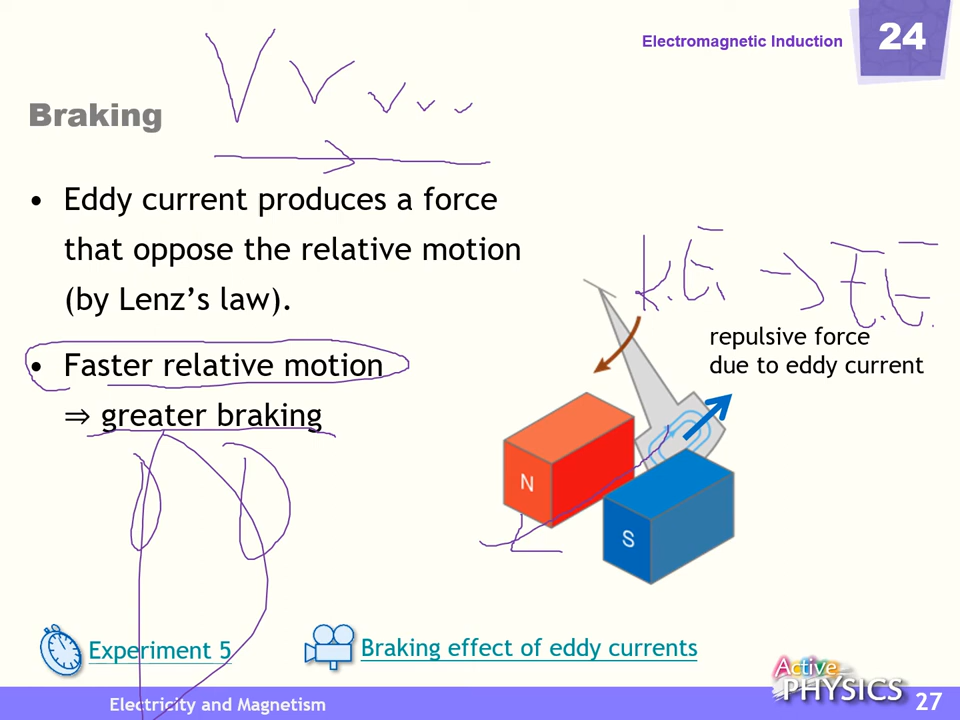 Electromagnetic Induction
24
V V v v v
Braking
• Eddy current produces a force
that oppose the relative motion
(by Lenz’s law).
K.E. → E.E.
repulsive force
due to eddy current
• Faster relative motion
⇒ greater braking
N
S
Experiment 5
Braking effect of eddy currents
Active
PHYSICS
Electricity and Magnetism
27